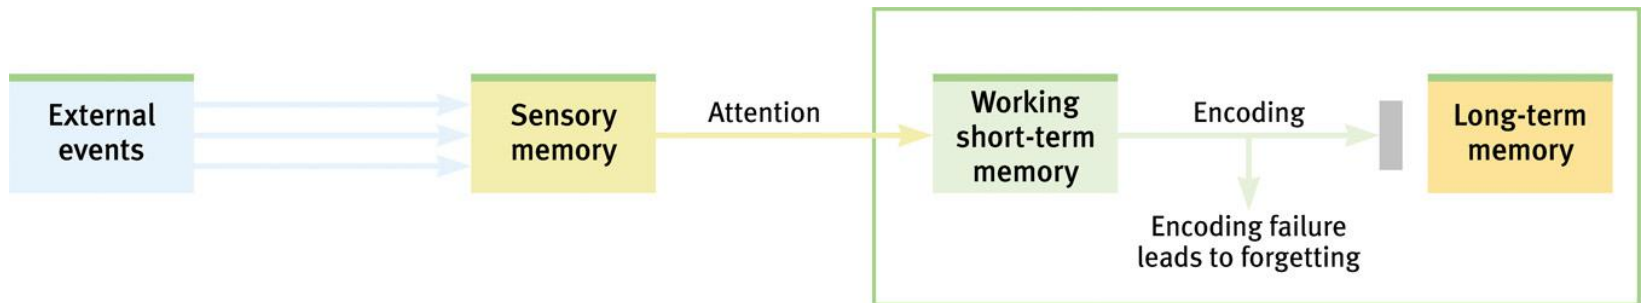 External
events
Sensory
memory
Attention
Working
short-term
memory
Encoding
Long-term
memory
Encoding failure
leads to forgetting